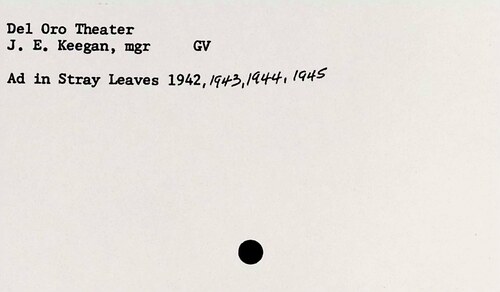 Del Oro Theater
J. E. Keegan, mgr GV
Ad in Stray Leaves 1942, 1943, 1944, 1945